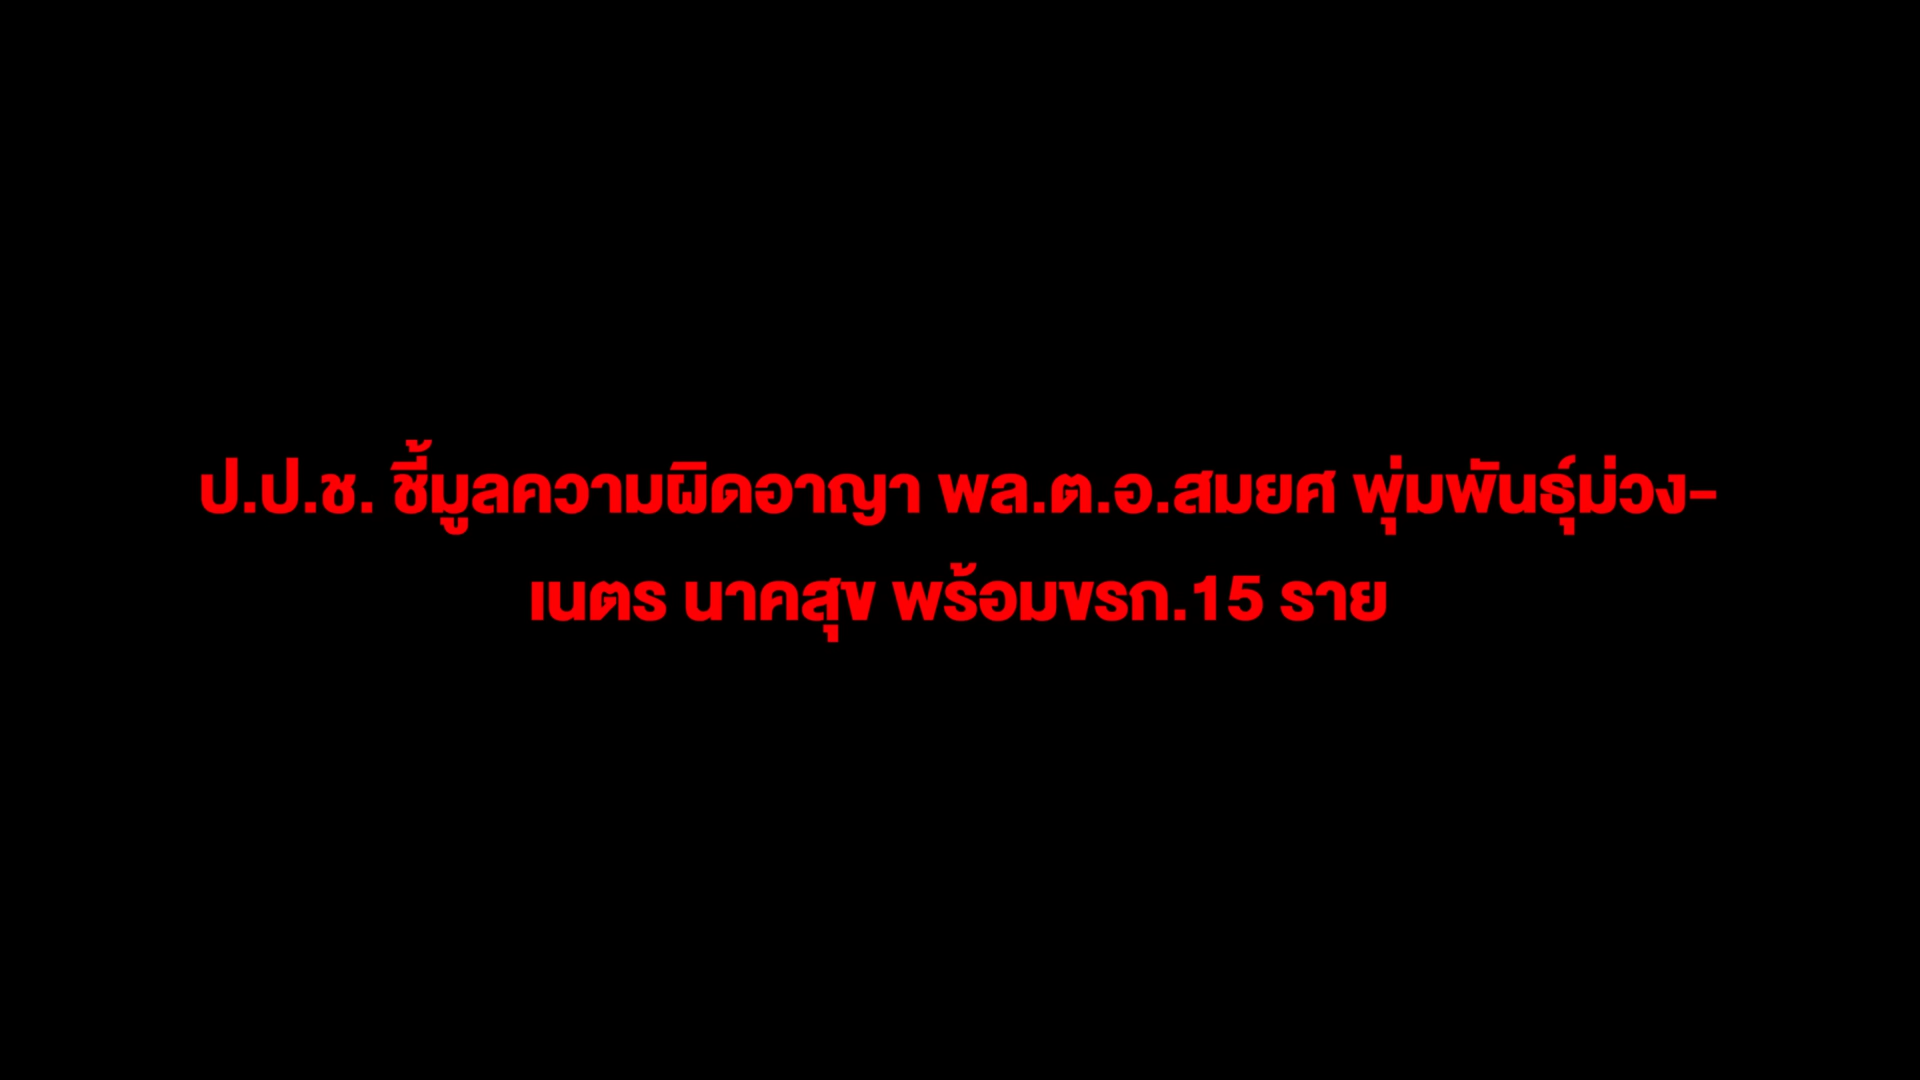 ป.ป.ช. ชี้มูลความผิดอาญา พล.ต.อ.สมยศ พุ่มพันธุ์ม่วง-
เนตร นาคสุข พร้อมขรก.15 ราย